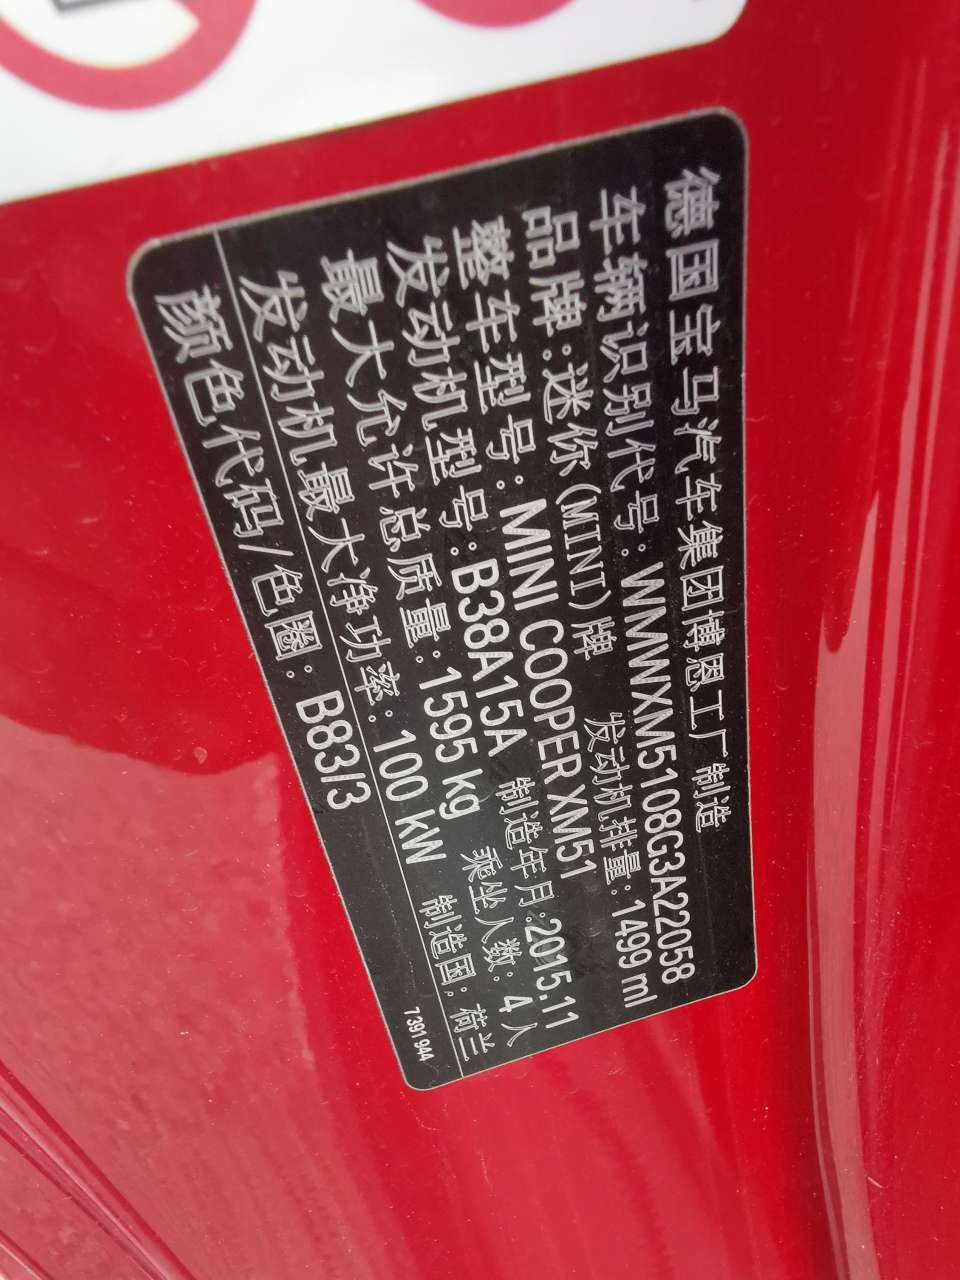 德国宝马汽车集团博恩工厂 制造
车辆识别代号: WMWXM5108G3A22058
品牌:迷你(MINI)牌 发动机排量:1499 ml
整车型号: MINI COOPER XM51
发动机型号:B38A15A 制造年月:2015.11
最大允许总质量:1595 kg 乘坐人数: 4人
发动机最大净功率:100 kW 制造国:荷兰
颜色代码/色圈: B83/3 7 391 944